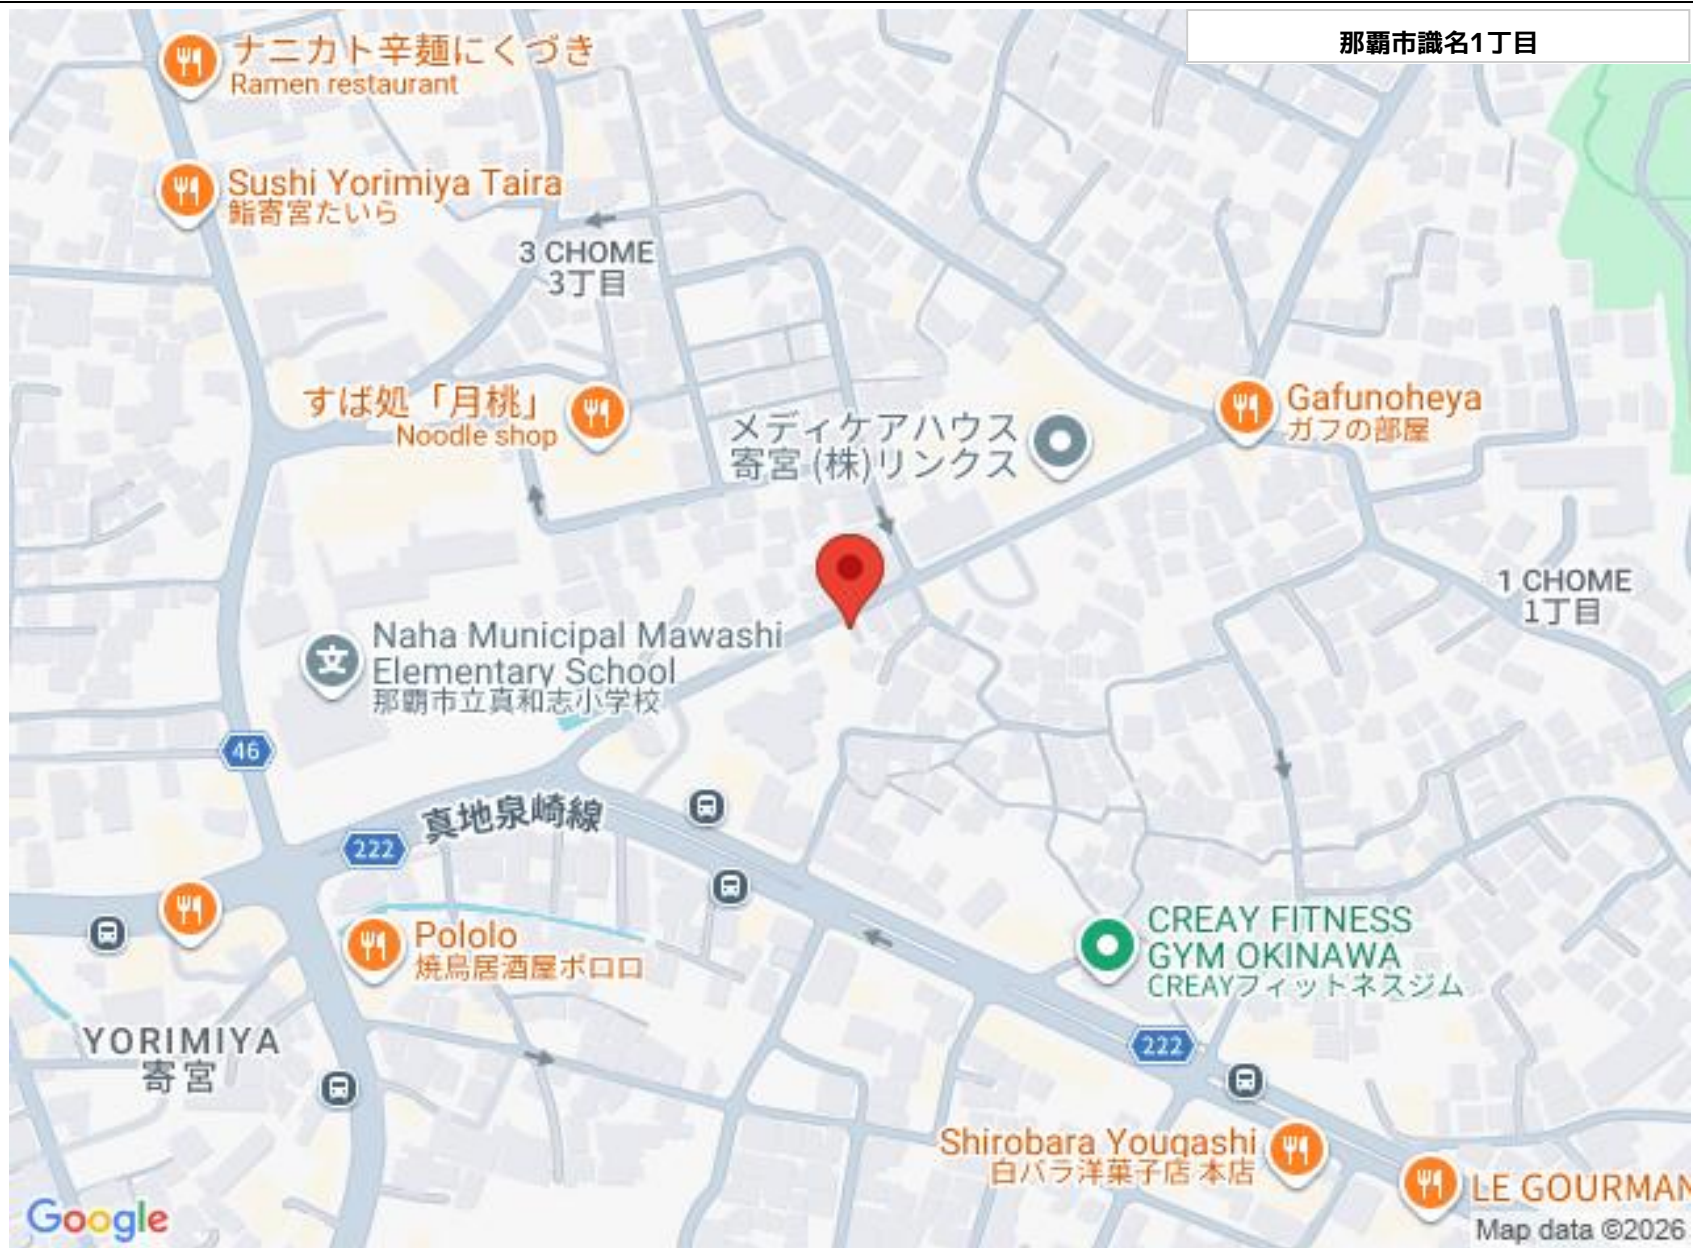 那覇市識名1丁目
ナニカト辛麺にくづき
Ramen restaurant
Sushi Yorimiya Taira
鮨寄宮たいら
3 CHOME
3丁目
すば処「月桃」
Noodle shop
Gafunoheya
ガフの部屋
メディケアハウス
寄宮 (株)リンクス
1 CHOME
1丁目
Naha Municipal Mawashi
Elementary School
那覇市立真和志小学校
文
46
真地泉崎線
222
Pololo
焼鳥居酒屋ポロロ
CREAY FITNESS
GYM OKINAWA
CREAYフィットネスジム
YORIMIYA
寄宮
222
Shirobara Yougashi
白バラ洋菓子店 本店
LE GOURMAN
Google
Map data ©2026